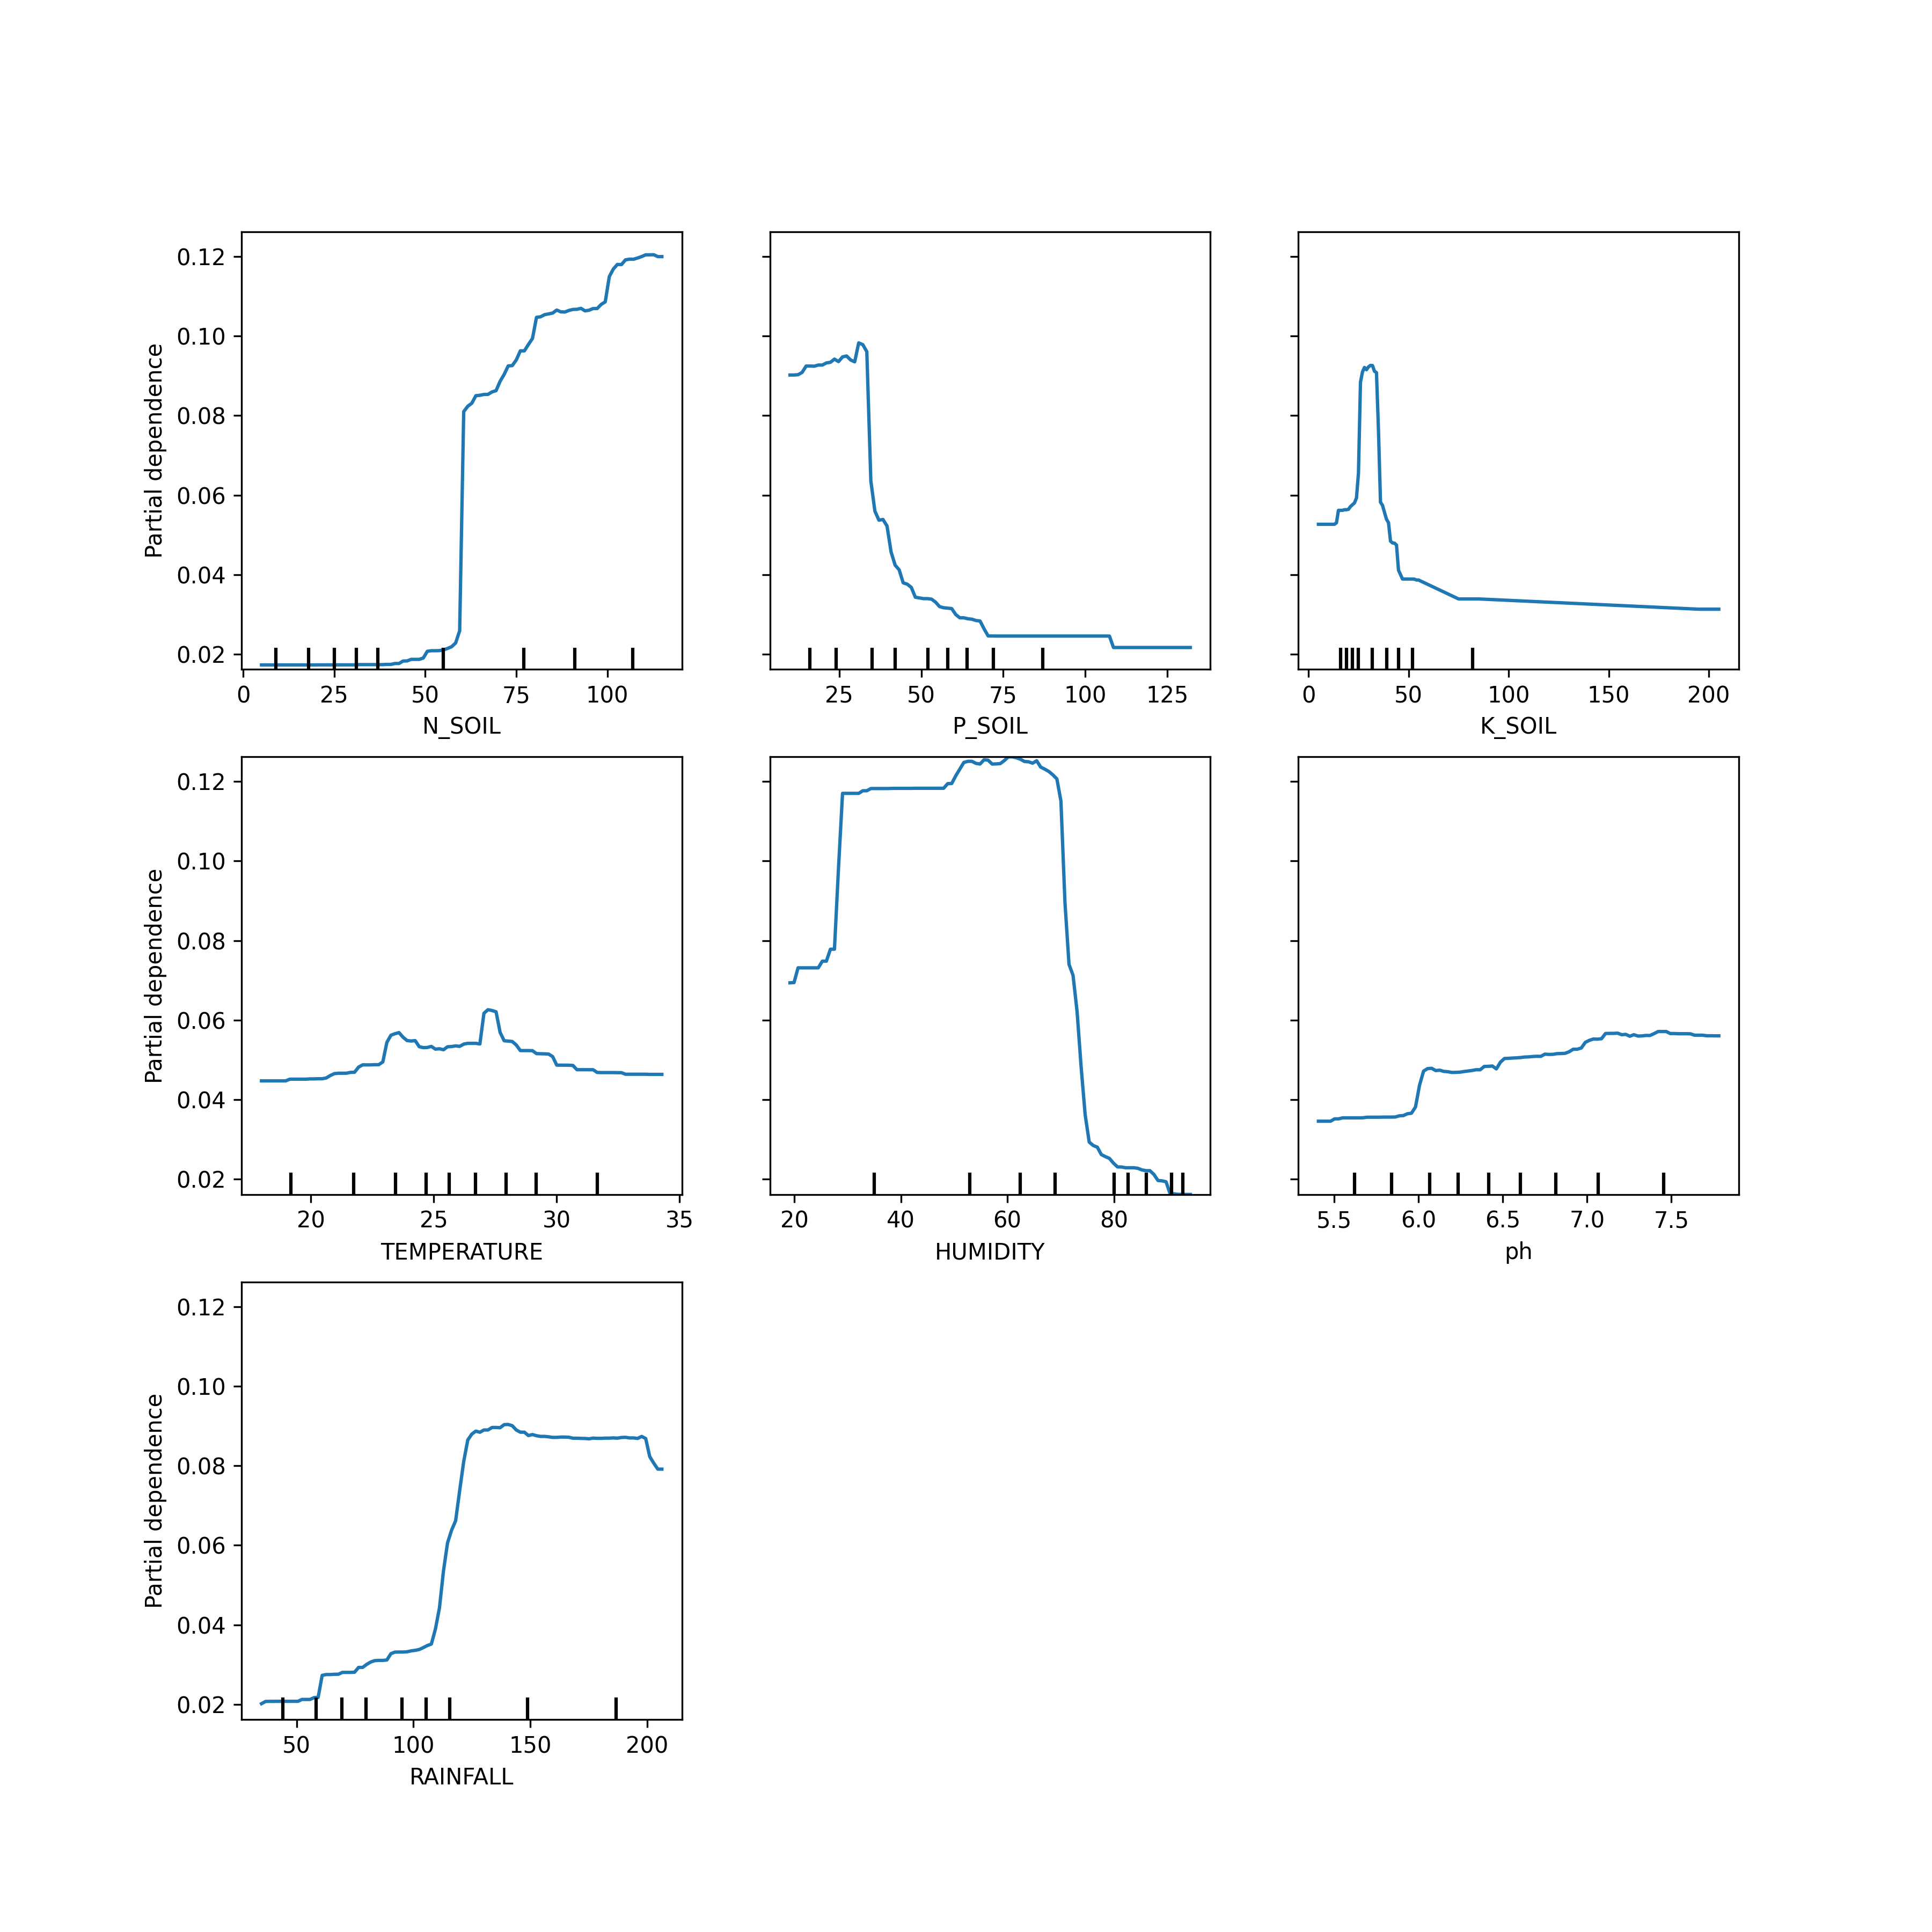 Partial dependence
0.12
0.10
0.08
0.06
0.04
0.02
0 25 50 75 100
N_SOIL
25 50 75 100 125
P_SOIL
0 50 100 150 200
K_SOIL
Partial dependence
0.12
0.10
0.08
0.06
0.04
0.02
20 25 30 35
TEMPERATURE
20 40 60 80
HUMIDITY
5.5 6.0 6.5 7.0 7.5
ph
Partial dependence
0.12
0.10
0.08
0.06
0.04
0.02
50 100 150 200
RAINFALL